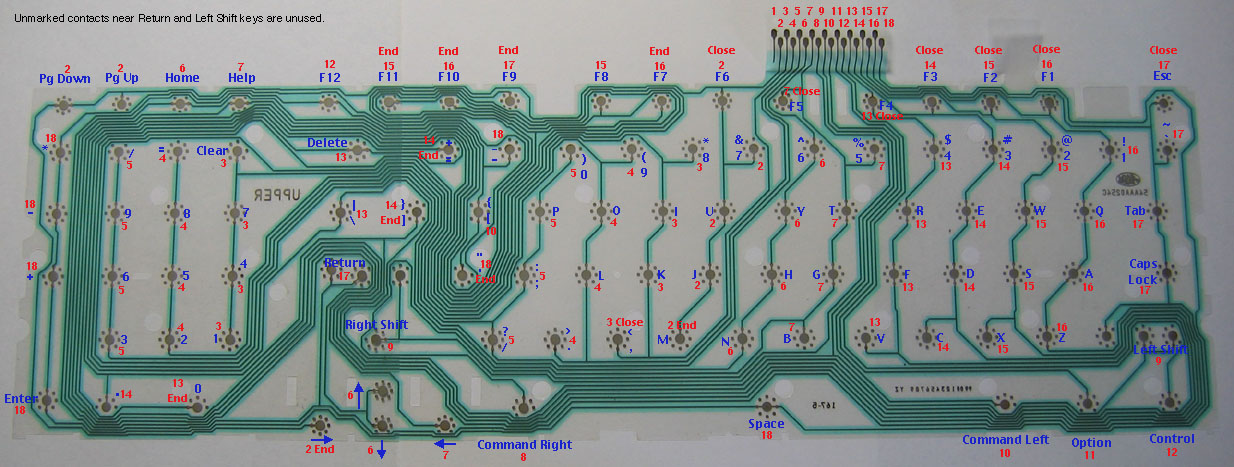 Unmarked contacts near Return and Left Shift keys are unused.
1 3 5 7 9 11 13 15 17
2 4 6 8 10 12 14 16 18
2 Pg Down
2 Pg Up
6 Home
7 Help
12 F12
End 15 F11
End 16 F10
End 17 F9
15 F8
End 16 F7
Close 2 F6
Close F5
13 Close F4
Close 14 F3
Close 15 F2
Close 16 F1
Close 17 Esc
18 *
/ 5
= 4
Clear 3
Delete 13
End + =
18 - -
) 0 5
( 9 4
* 8 3
& 7 2
^ 6 6
% 5 7
$ 4 13
# 3 14
@ 2 15
! 1 16
~ ` 17
UPPER
54AAAA0254C
18 -
9 5
8 4
7 3
| \ 13
14 End } ]
{ [ 10
P 5
O 4
I 3
U 2
Y 6
T 7
R 13
E 14
W 15
Q 16
Tab 17
18 +
6 5
5 4
4 3
Return 17
" ' 18 End
: ; 5
L 4
K 3
J 2
H 6
G 7
F 13
D 14
S 15
A 16
Caps Lock 17
3 5
2 4
1 3
Right Shift 9
? / 5
> . 4
3 Close < ,
2 End M
N 6
7 B
13 V
C 14
X 15
16 Z
Left Shift 9
Enter 18
. 14
13 End 0
6
2 End
6
7
Command Right 8
Space 18
167-5
Command Left 10
Option 11
Control 12